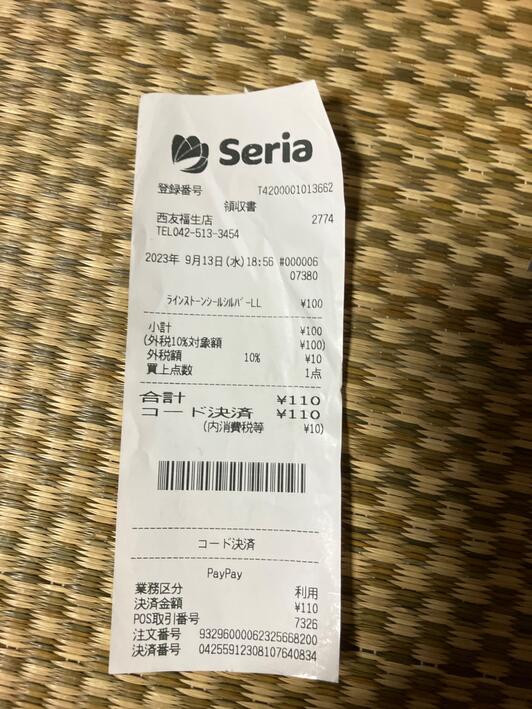 Seria
登録番号 T4200001013662
領収書
西友福生店 2774
TEL042-513-3454
2023年 9月13日(水)18:56 #000006
07380
ラインストーンシールシルバーLL ¥100
小計 ¥100
(外税10%対象額 ¥100)
外税額 10% ¥10
買上点数 1点
合計 ¥110
コード決済 ¥110
(内消費税等 ¥10)
コード決済
PayPay
業務区分 利用
決済金額 ¥110
POS取引番号 7326
注文番号 93296000062325668200
決済番号 04255912308107640834